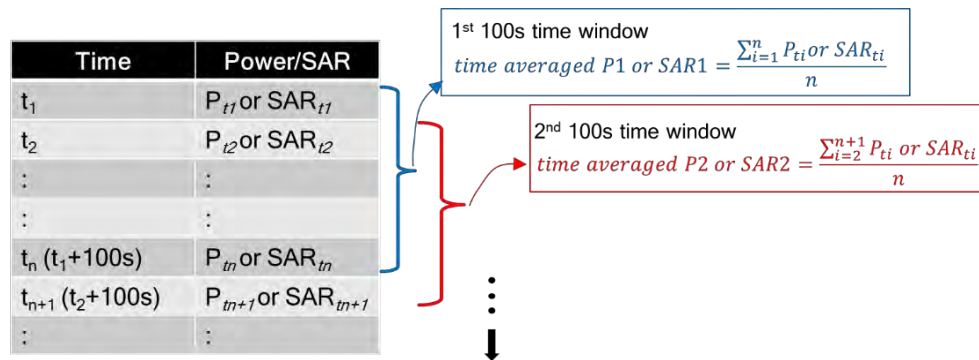 1st 100s time window
time averaged P1 or SAR1 = ∑ᵢ₌₁ⁿ Pₜᵢ or SARₜᵢ / n
Time Power/SAR
t₁ Pₜ₁ or SARₜ₁
t₂ Pₜ₂ or SARₜ₂
: :
: :
tₙ (t₁+100s) Pₜₙ or SARₜₙ
tₙ₊₁ (t₂+100s) Pₜₙ₊₁ or SARₜₙ₊₁
: :
2nd 100s time window
time averaged P2 or SAR2 = ∑ᵢ₌₂ⁿ⁺¹ Pₜᵢ or SARₜᵢ / n